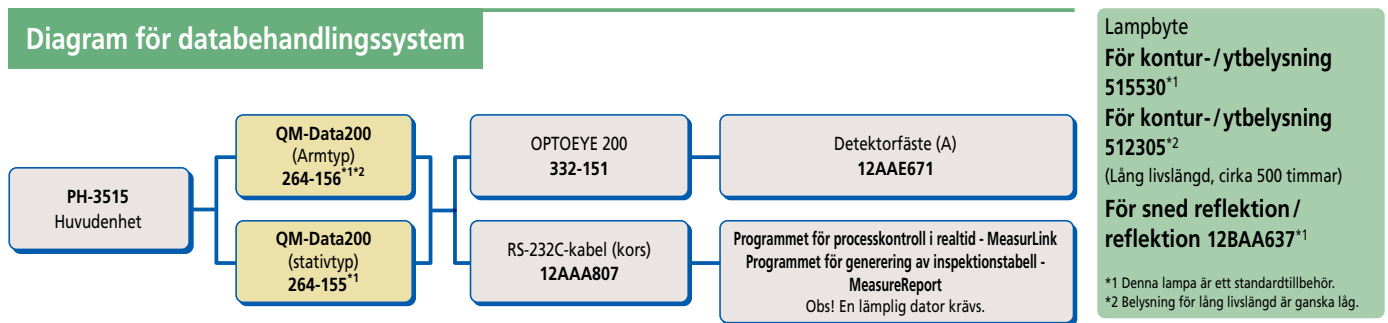 Diagram för databehandlingssystem
PH-3515
Huvudenhet
QM-Data200
(Armtyp)
264-156*1*2
QM-Data200
(stativtyp)
264-155*1
OPTOEYE 200
332-151
RS-232C-kabel (kors)
12AAA807
Detektorfäste (A)
12AAE671
Programmet för processkontroll i realtid - MeasurLink
Programmet för generering av inspektionstabell -
MeasureReport
Obs! En lämplig dator krävs.
Lampbyte
För kontur-/ytbelysning
515530*1
För kontur-/ytbelysning
512305*2
(Lång livslängd, cirka 500 timmar)
För sned reflektion/
reflektion 12BAA637*1
*1 Denna lampa är ett standardtillbehör.
*2 Belysning för lång livslängd är ganska låg.